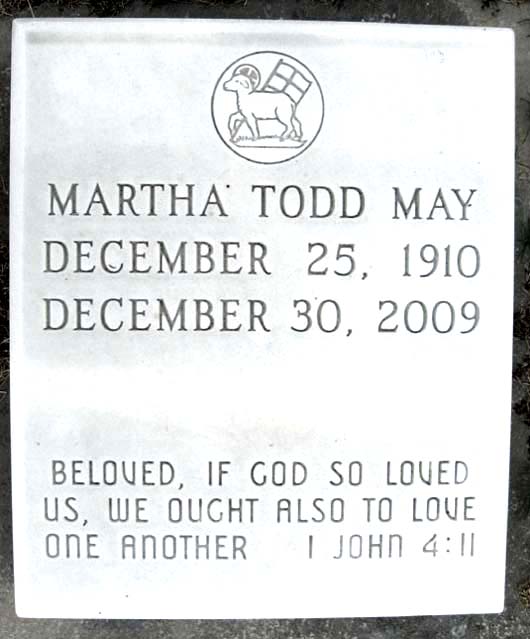 MARTHA TODD MAY
DECEMBER 25, 1910
DECEMBER 30, 2009
BELOVED, IF GOD SO LOVED
US, WE OUGHT ALSO TO LOVE
ONE ANOTHER 1 JOHN 4:11